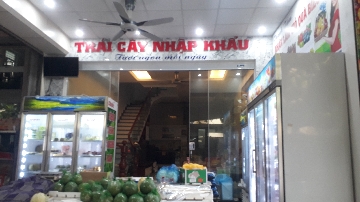 TRÁI CÂY NHẬP KHẨU
Tươi ngon mỗi ngày